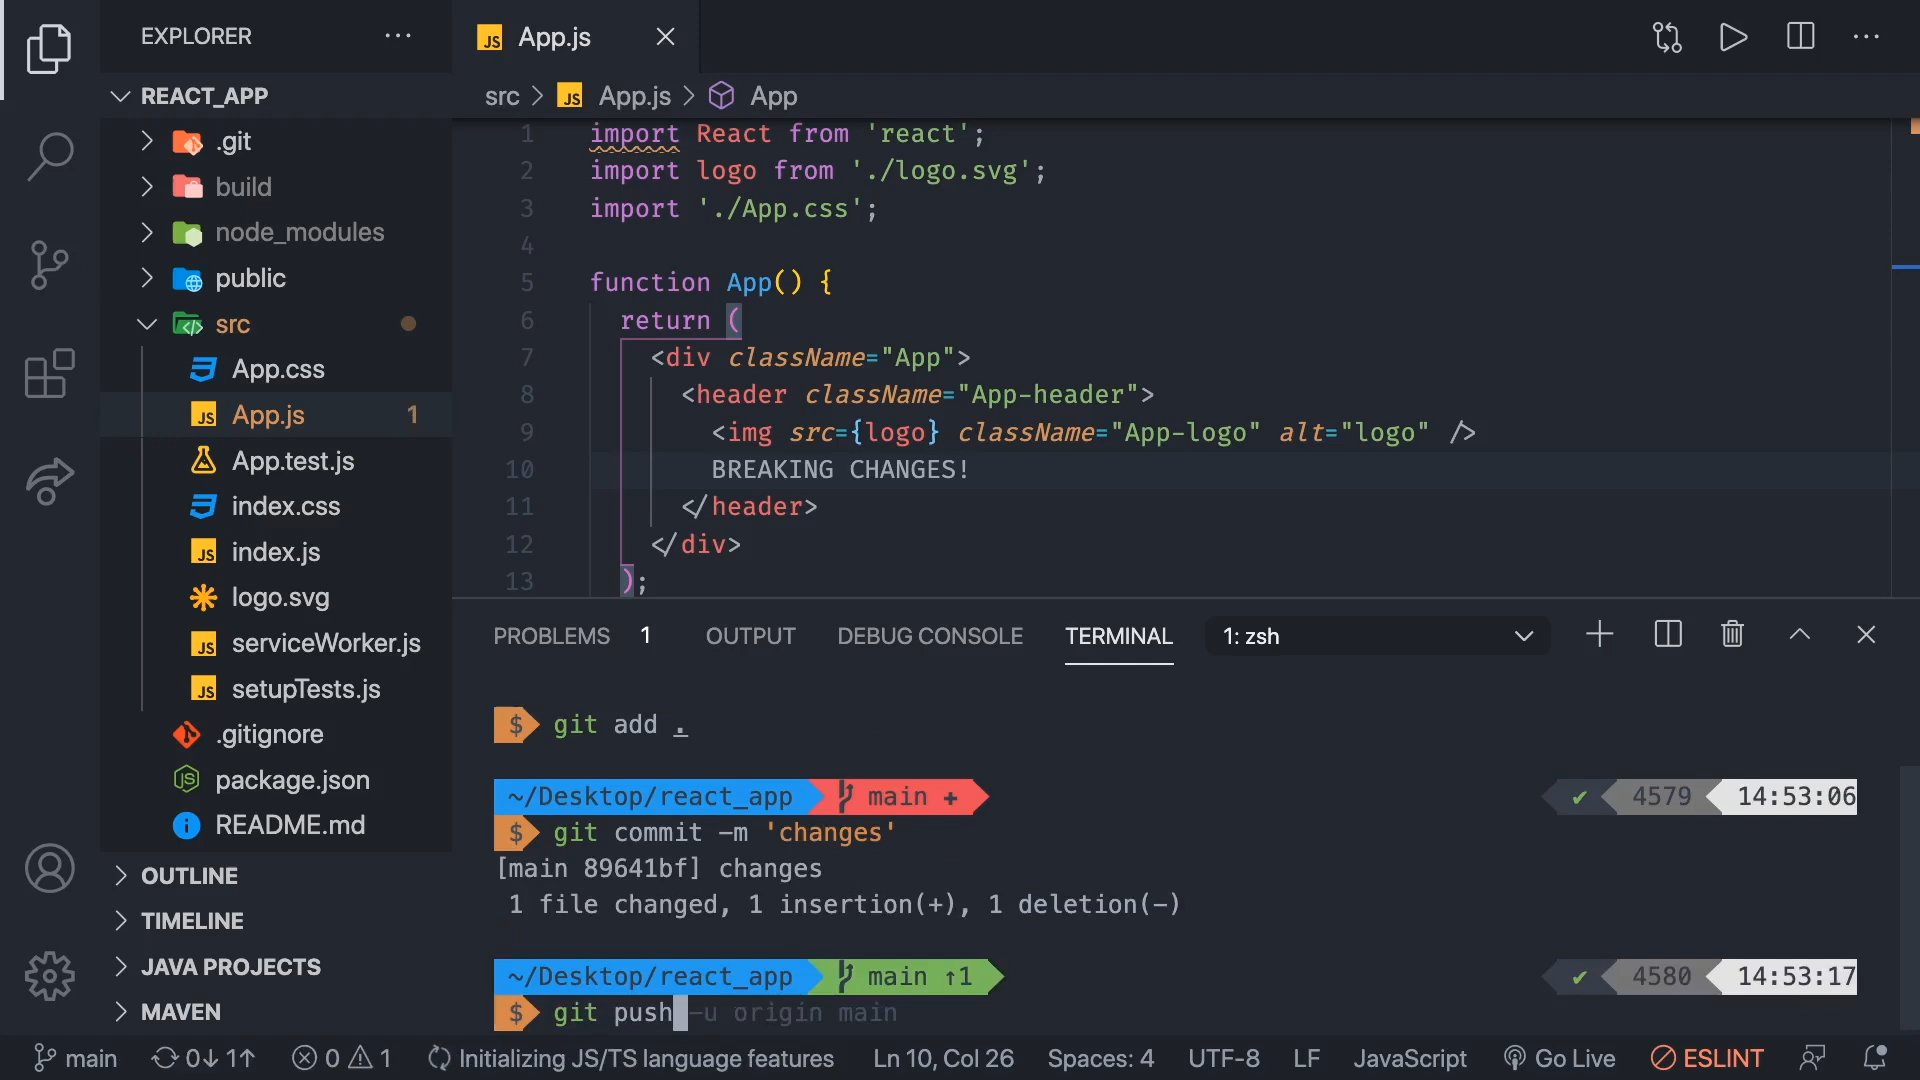 EXPLORER
App.js
REACT_APP
src > JS App.js > App
.git
build
node_modules
public
src
App.css
App.js 1
App.test.js
index.css
index.js
logo.svg
serviceWorker.js
setupTests.js
.gitignore
package.json
README.md
OUTLINE
TIMELINE
JAVA PROJECTS
MAVEN
1 import React from 'react';
2 import logo from './logo.svg';
3 import './App.css';
4
5 function App() {
6 return (
7 <div className="App">
8 <header className="App-header">
9 <img src={logo} className="App-logo" alt="logo" />
10 BREAKING CHANGES!
11 </header>
12 </div>
13 );
PROBLEMS 1 OUTPUT DEBUG CONSOLE TERMINAL 1: zsh
$ git add .
~/Desktop/react_app main + ✔ 4579 14:53:06
$ git commit -m 'changes'
[main 89641bf] changes
1 file changed, 1 insertion(+), 1 deletion(-)
~/Desktop/react_app main ↑1 ✔ 4580 14:53:17
$ git push -u origin main
main 0↓ 1↑ 0 1 Initializing JS/TS language features Ln 10, Col 26 Spaces: 4 UTF-8 LF JavaScript Go Live ESLINT